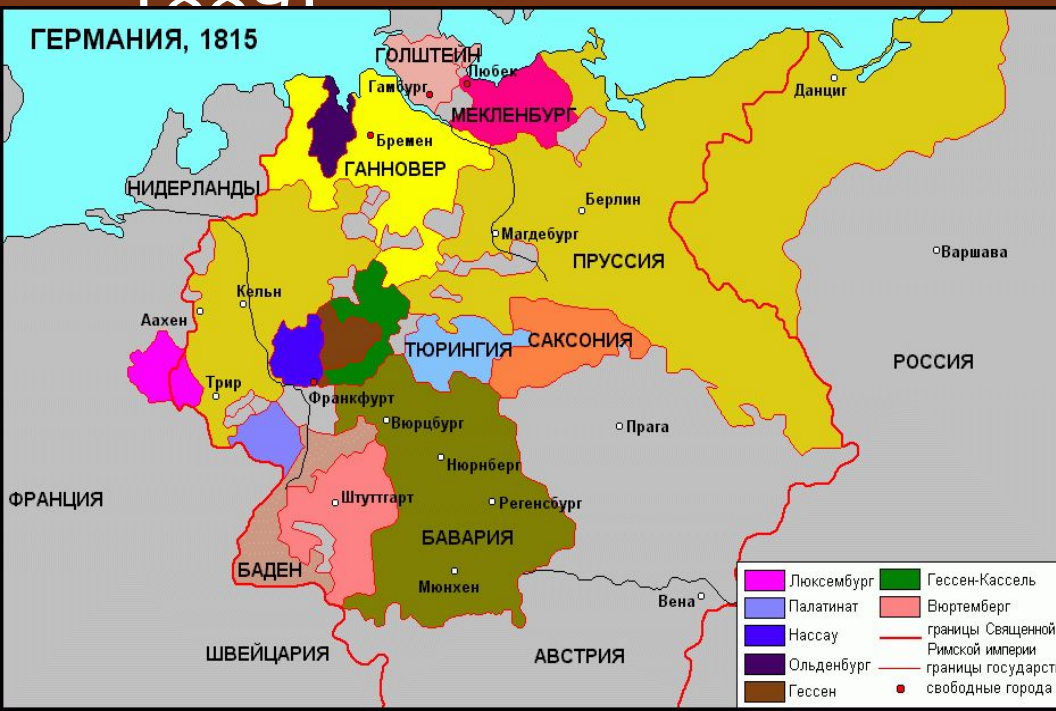 ГЕРМАНИЯ, 1815
ГОЛШТЕЙН
Любек
Гамбург
МЕКЛЕНБУРГ
Данциг
Бремен
ГАННОВЕР
НИДЕРЛАНДЫ
Берлин
Магдебург
ПРУССИЯ
Варшава
Кельн
Аахен
ТЮРИНГИЯ
САКСОНИЯ
РОССИЯ
Трир
Франкфурт
Вюрцбург
Прага
Нюрнберг
ФРАНЦИЯ
Штуттгарт
Регенсбург
БАВАРИЯ
БАДЕН
Мюнхен
Вена
ШВЕЙЦАРИЯ
АВСТРИЯ
Люксембург
Палатинат
Нассау
Ольденбург
Гессен
Гессен-Кассель
Вюртемберг
границы Священной
Римской империи
границы государств
свободные города